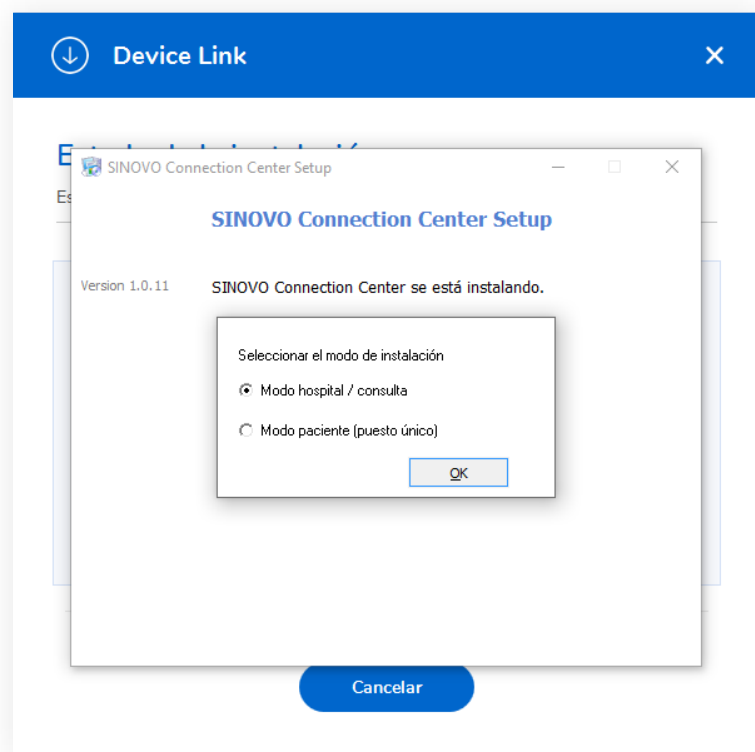 Device Link
SINOVO Connection Center Setup
SINOVO Connection Center Setup
Version 1.0.11
SINOVO Connection Center se está instalando.
Seleccionar el modo de instalación
Modo hospital / consulta
Modo paciente (puesto único)
OK
Cancelar